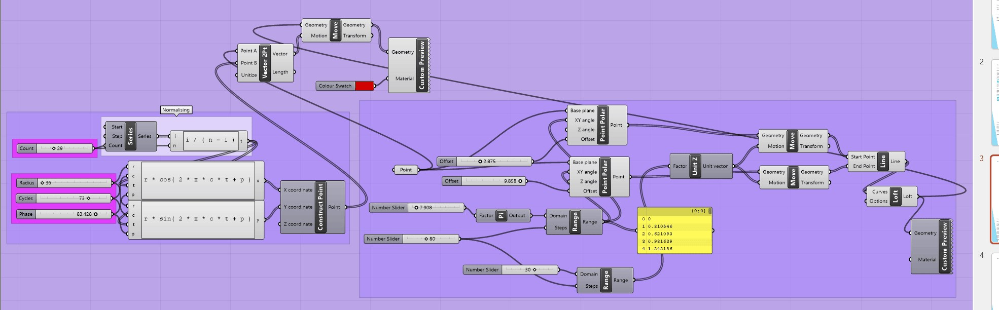 Geometry Move Geometry
Motion Transform
Point A Vector 2Pt Vector
Point B
Unitize Length
Geometry Custom Preview
Material
Colour Swatch
Normalising
Start Series Series
Step
Count
i i / ( n - 1 ) t
n
Count 29
Radius 36
Cycles 73
Phase 83.428
r r * cos( 2 * π * c * t + p ) x
c
t
p
r r * sin( 2 * π * c * t + p ) y
c
t
p
X coordinate Construct Point
Y coordinate Point
Z coordinate
Point
Offset 2.875
Offset 9.858
Base plane Point Polar
XY angle Point
Z angle
Offset
Base plane Point Polar
XY angle Point
Z angle
Offset
Number Slider 7.908
Factor Pi Output
Domain Range Range
Steps
Number Slider 80
Number Slider 30
Domain Range Range
Steps
{0;0}
0 0
1 0.310546
2 0.621093
3 0.931639
4 1.242186
Factor Unit Z Unit vector
Geometry Move Geometry
Motion Transform
Geometry Move Geometry
Motion Transform
Start Point Line Line
End Point
Curves Loft Loft
Options
Geometry Custom Preview
Material
2
3
4